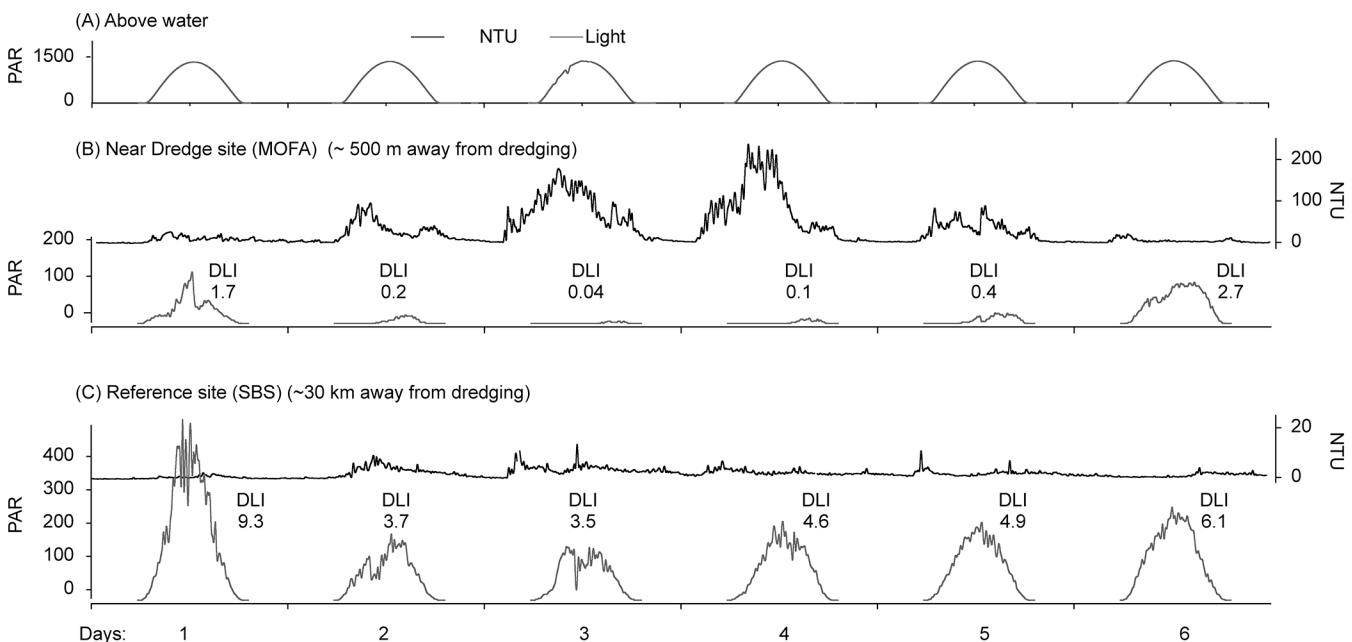 (A) Above water
NTU Light
PAR
1500
0
(B) Near Dredge site (MOFA) (~ 500 m away from dredging)
200
100
0
NTU
PAR
200
100
0
DLI 1.7
DLI 0.2
DLI 0.04
DLI 0.1
DLI 0.4
DLI 2.7
(C) Reference site (SBS) (~30 km away from dredging)
20
0
NTU
PAR
400
300
200
100
0
DLI 9.3
DLI 3.7
DLI 3.5
DLI 4.6
DLI 4.9
DLI 6.1
Days: 1 2 3 4 5 6